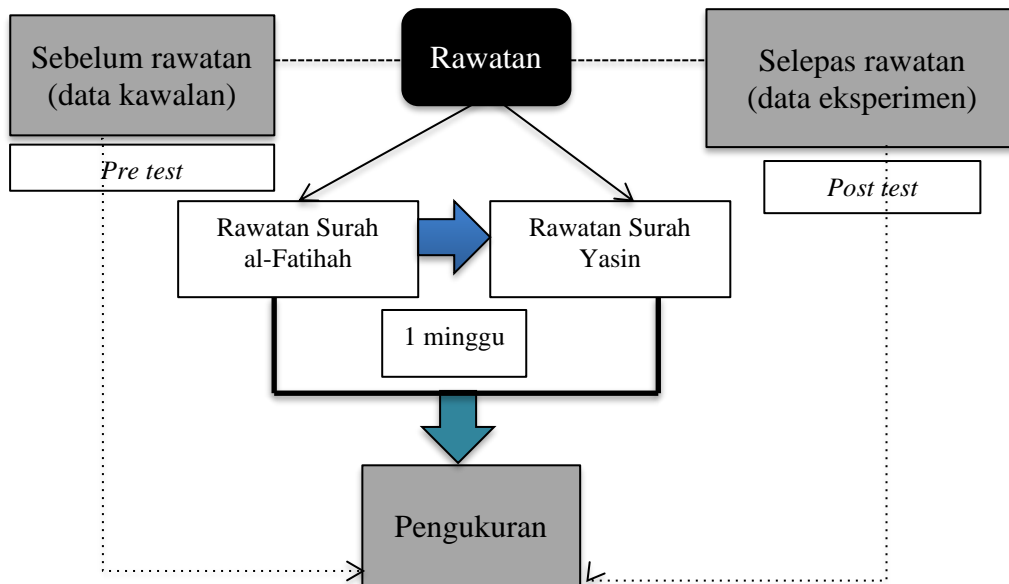 Sebelum rawatan
(data kawalan)
Rawatan
Selepas rawatan
(data eksperimen)
Pre test
Post test
Rawatan Surah
al-Fatihah
Rawatan Surah
Yasin
1 minggu
Pengukuran